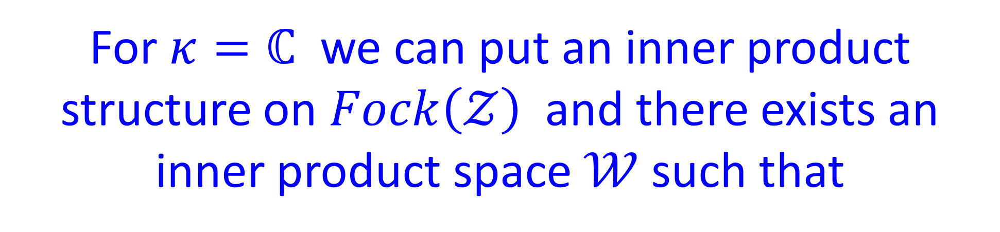 For 𝜅 = ℂ we can put an inner product
structure on 𝐹𝑜𝑐𝑘(𝒵) and there exists an
inner product space 𝒲 such that